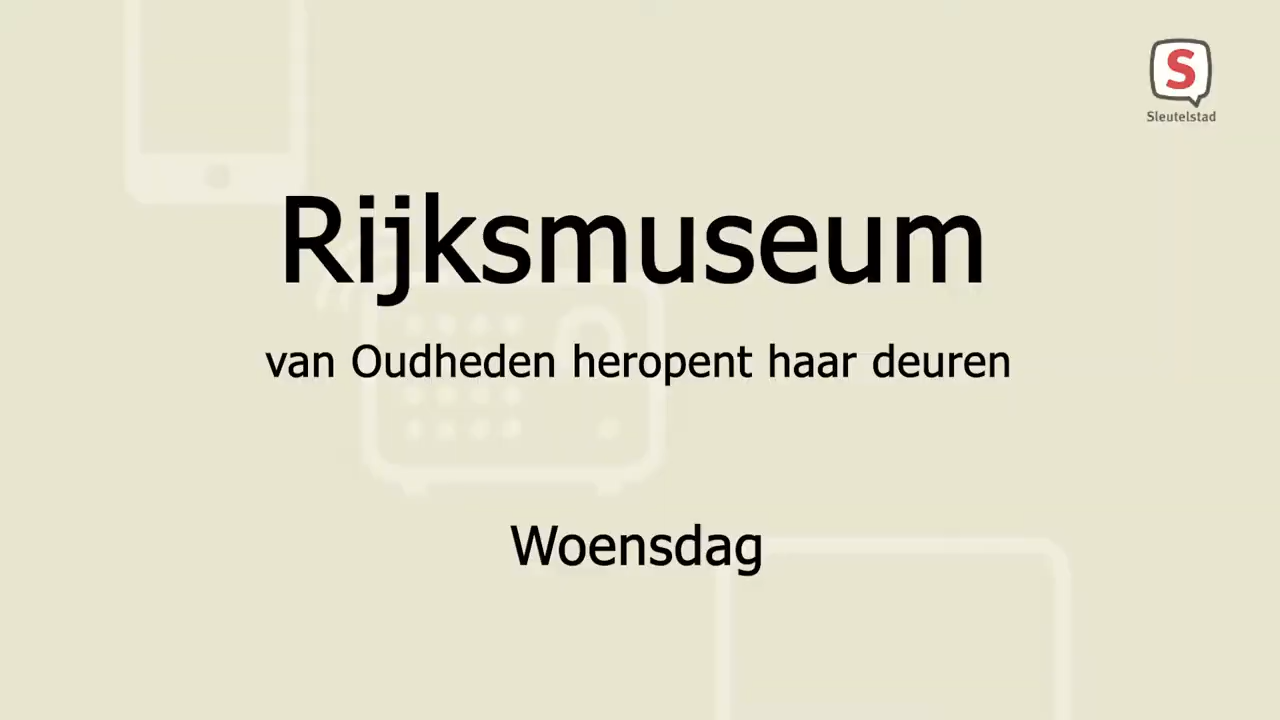 S
Sleutelstad
Rijksmuseum
van Oudheden heropent haar deuren
Woensdag